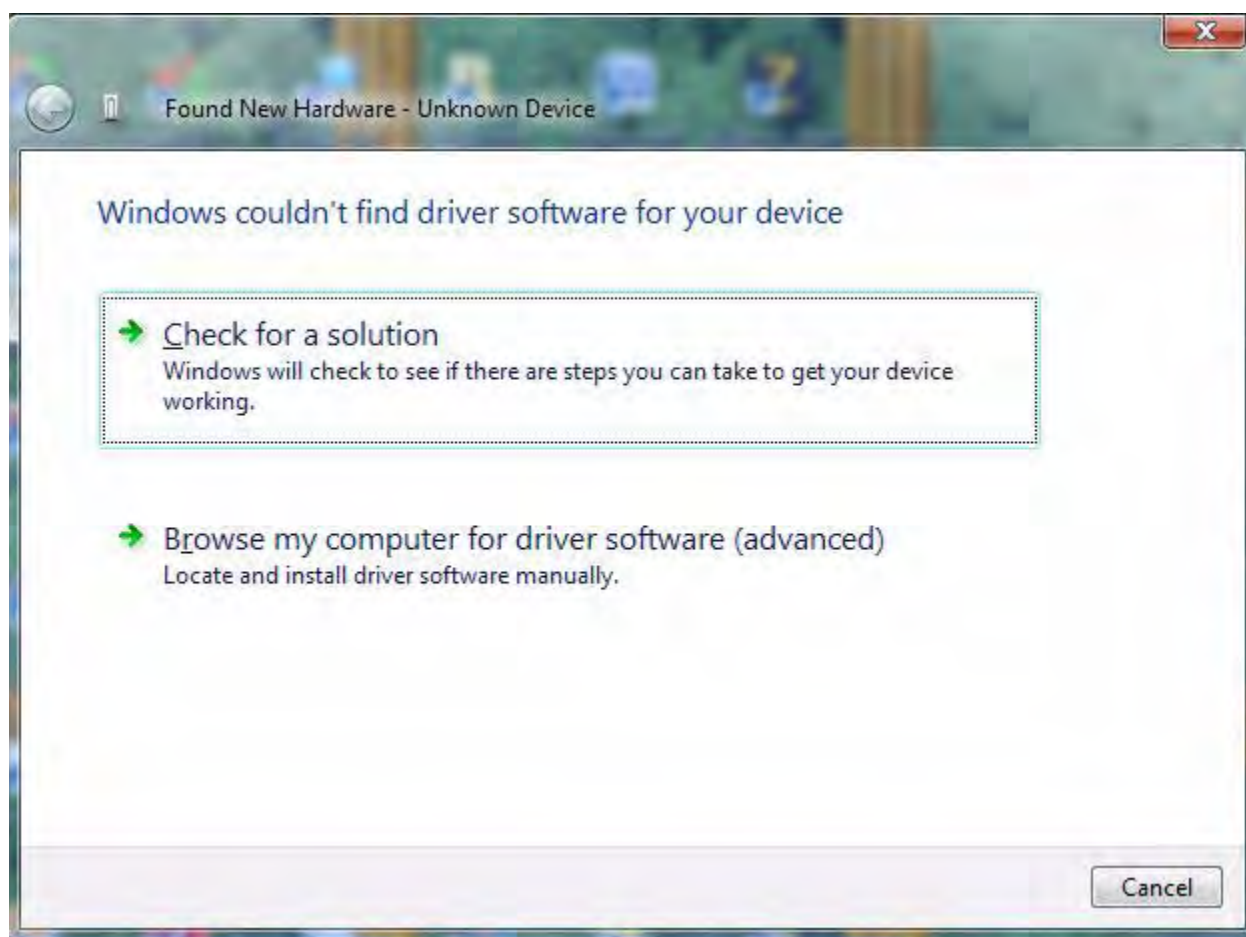 Found New Hardware - Unknown Device
Windows couldn't find driver software for your device
Check for a solution
Windows will check to see if there are steps you can take to get your device
working.
Browse my computer for driver software (advanced)
Locate and install driver software manually.
Cancel